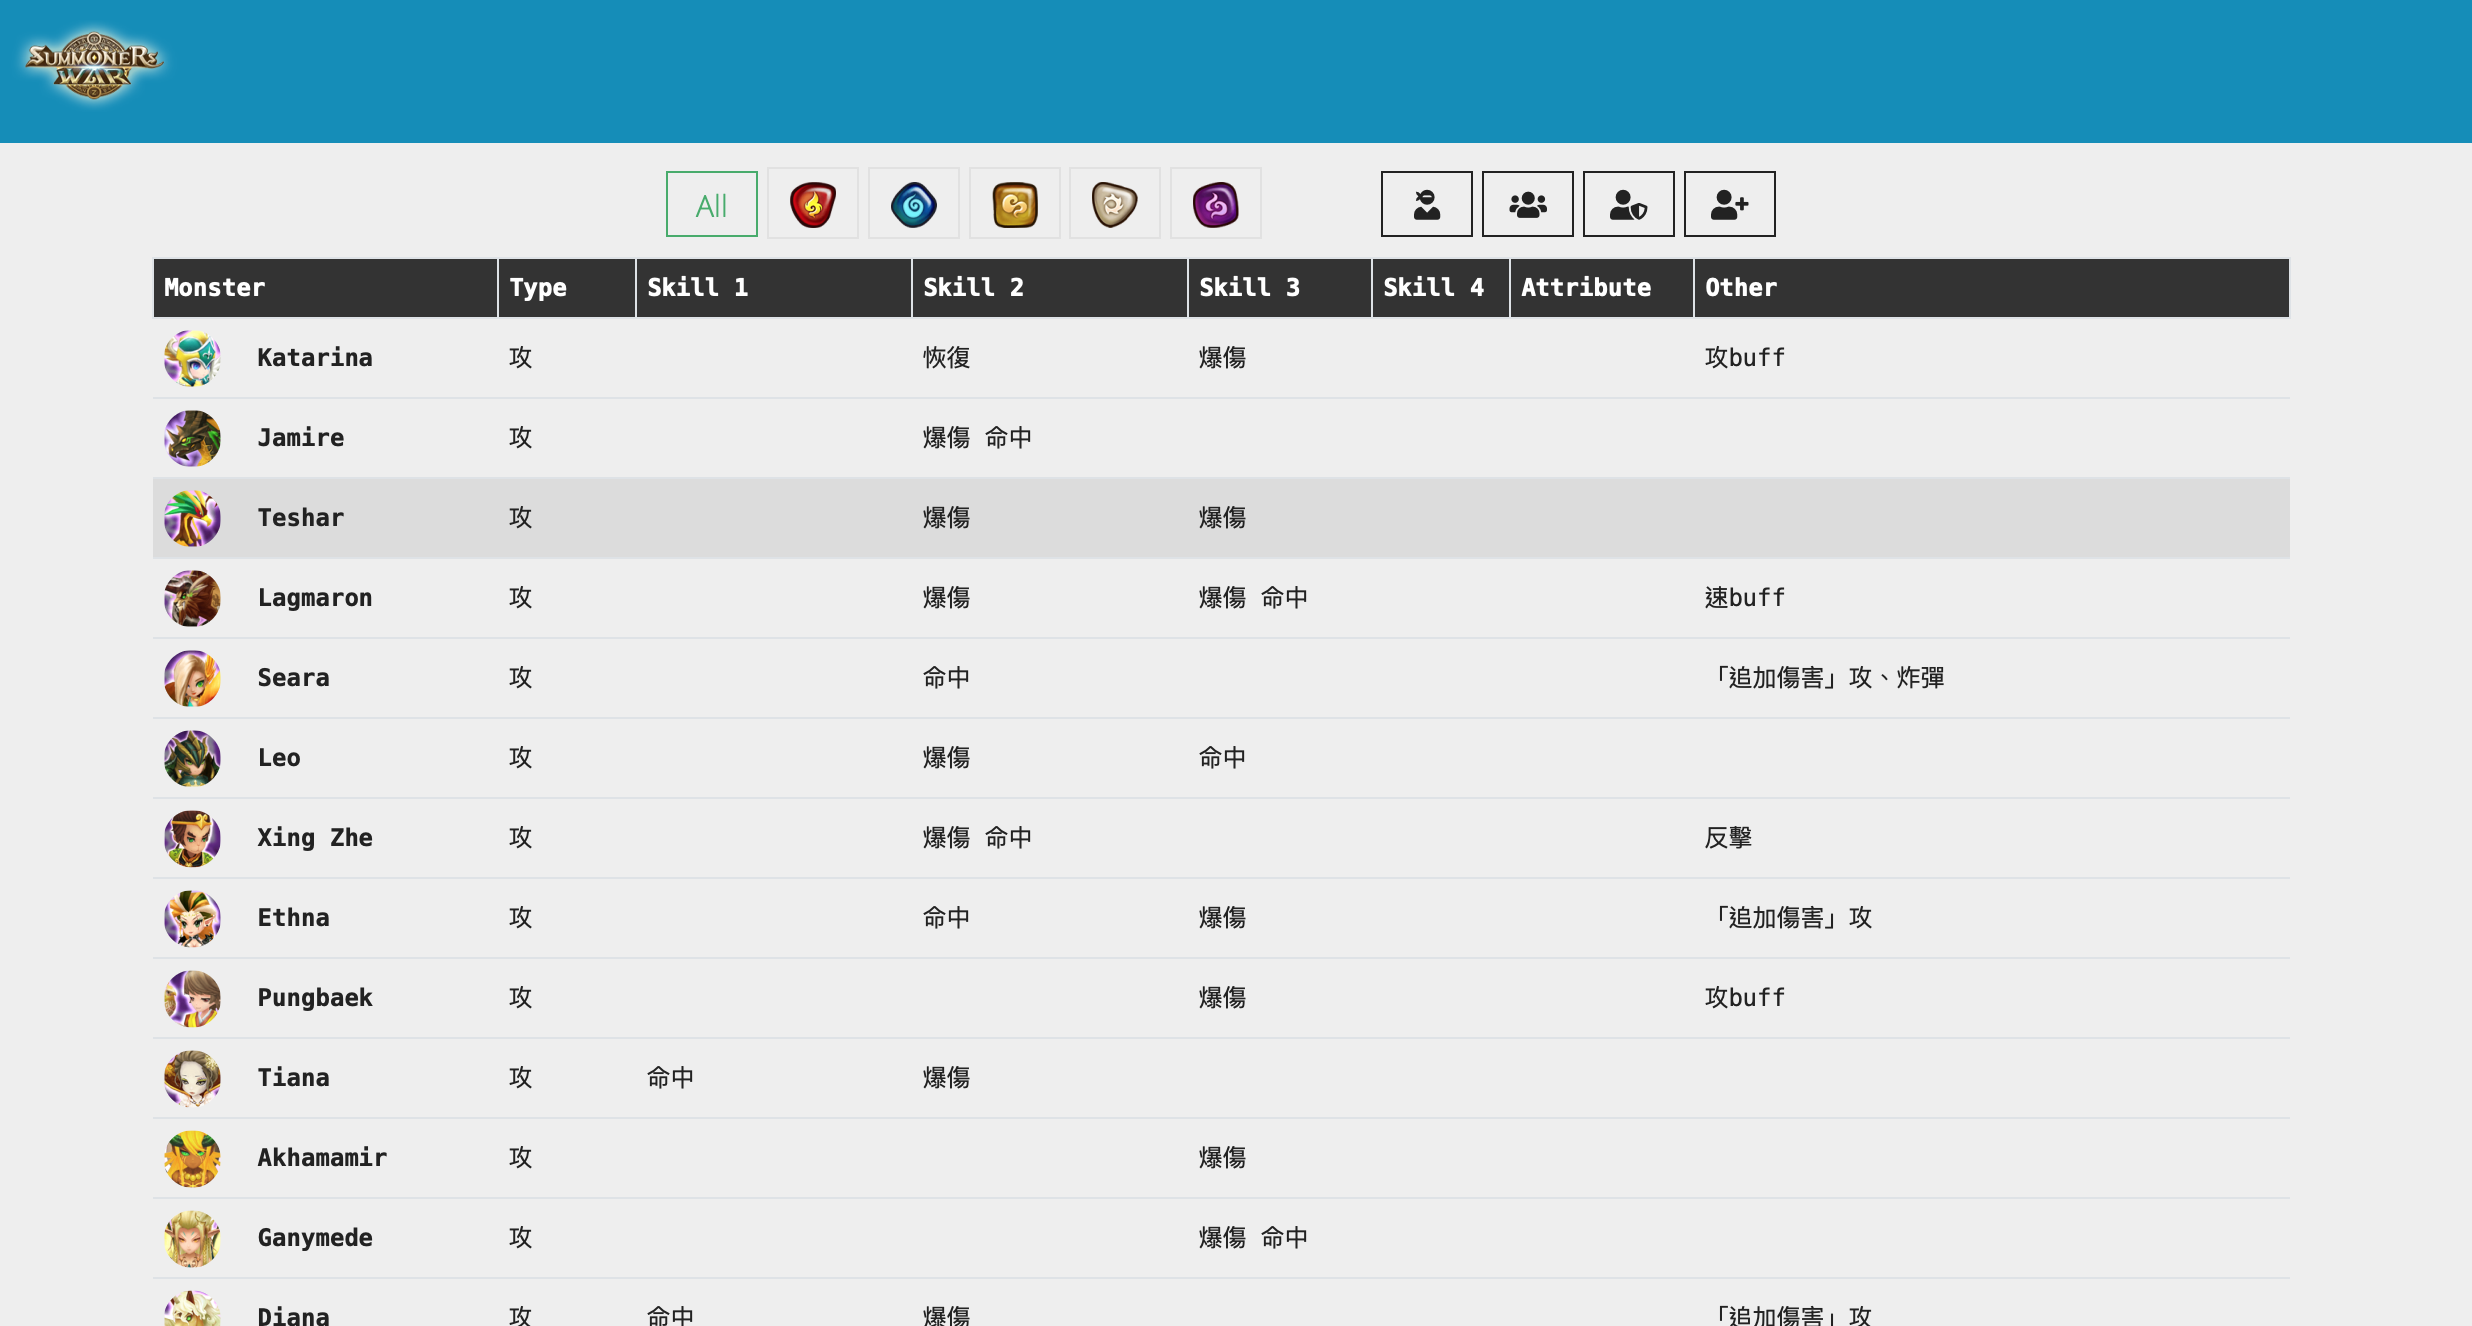 SUMMONERS
WAR
All
Monster Type Skill 1 Skill 2 Skill 3 Skill 4 Attribute Other
Katarina 攻 恢復 爆傷 攻buff
Jamire 攻 爆傷 命中
Teshar 攻 爆傷 爆傷
Lagmaron 攻 爆傷 爆傷 命中 速buff
Seara 攻 命中 「追加傷害」攻、炸彈
Leo 攻 爆傷 命中
Xing Zhe 攻 爆傷 命中 反擊
Ethna 攻 命中 爆傷 「追加傷害」攻
Pungbaek 攻 爆傷 攻buff
Tiana 攻 命中 爆傷
Akhamamir 攻 爆傷
Ganymede 攻 爆傷 命中
Diana 攻 命中 爆傷 「追加傷害」攻